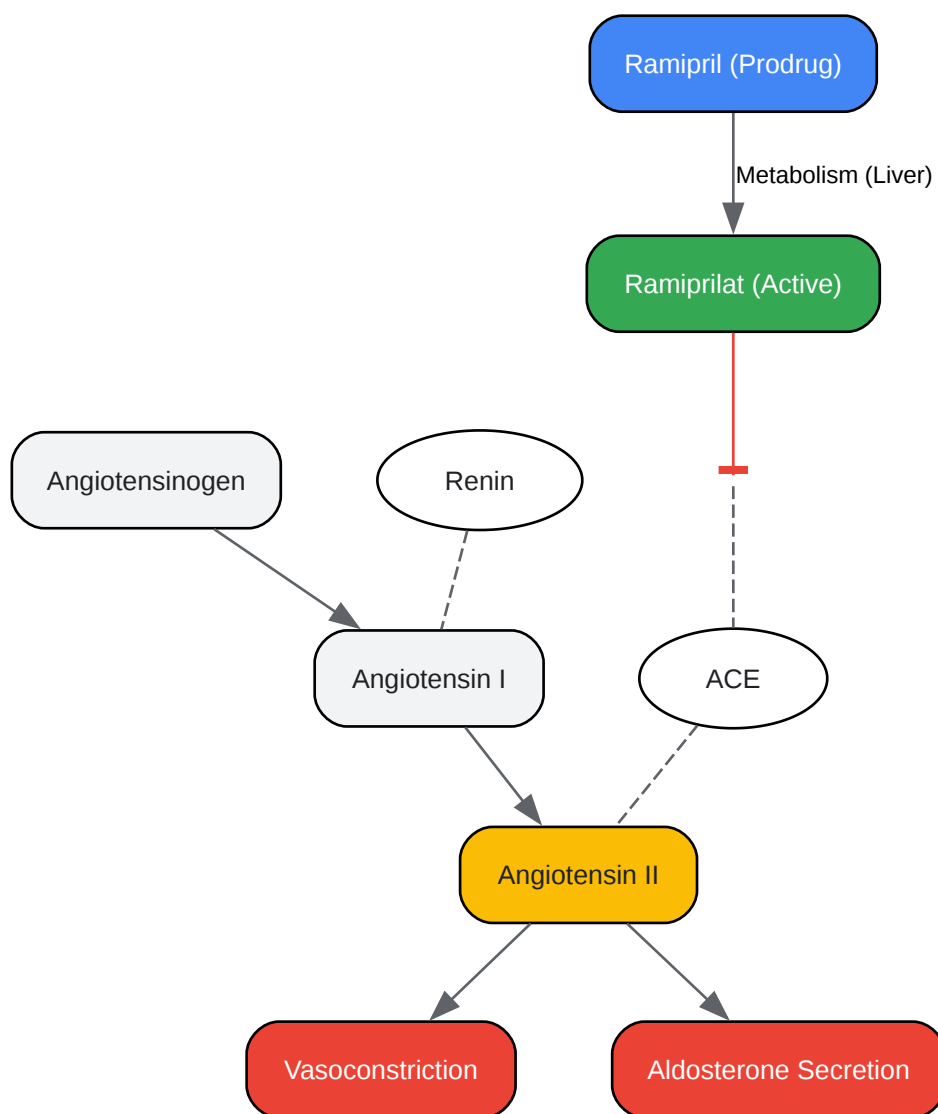 Ramipril (Prodrug)
Metabolism (Liver)
Ramiprilat (Active)
Angiotensinogen
Renin
Angiotensin I
ACE
Angiotensin II
Vasoconstriction
Aldosterone Secretion